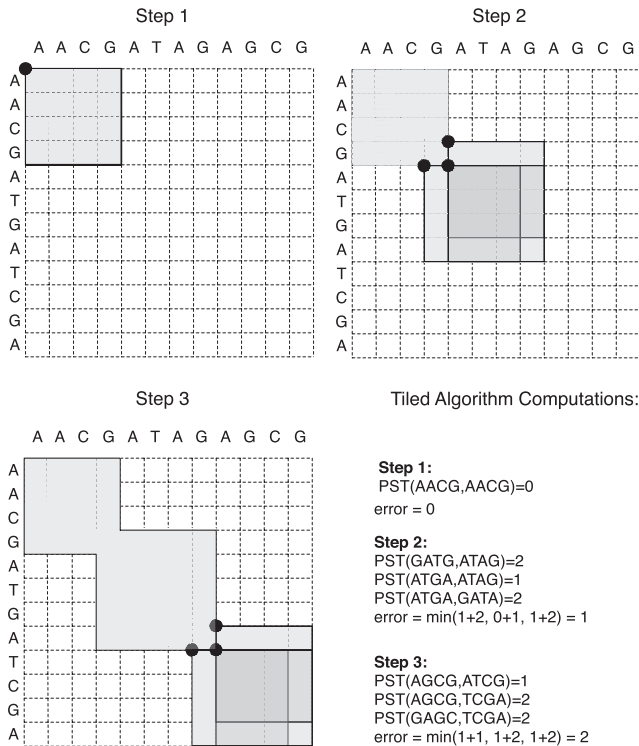 Step 1
A A C G A T A G A G C G
A
A
C
G
A
T
G
A
T
C
G
A
Step 2
A A C G A T A G A G C G
A
A
C
G
A
T
G
A
T
C
G
A
Step 3
A A C G A T A G A G C G
A
A
C
G
A
T
G
A
T
C
G
A
Tiled Algorithm Computations:
Step 1:
PST(AACG,AACG)=0
error = 0
Step 2:
PST(GATG,ATAG)=2
PST(ATGA,ATAG)=1
PST(ATGA,GATA)=2
error = min(1+2, 0+1, 1+2) = 1
Step 3:
PST(AGCG,ATCG)=1
PST(AGCG,TCGA)=2
PST(GAGC,TCGA)=2
error = min(1+1, 1+2, 1+2) = 2